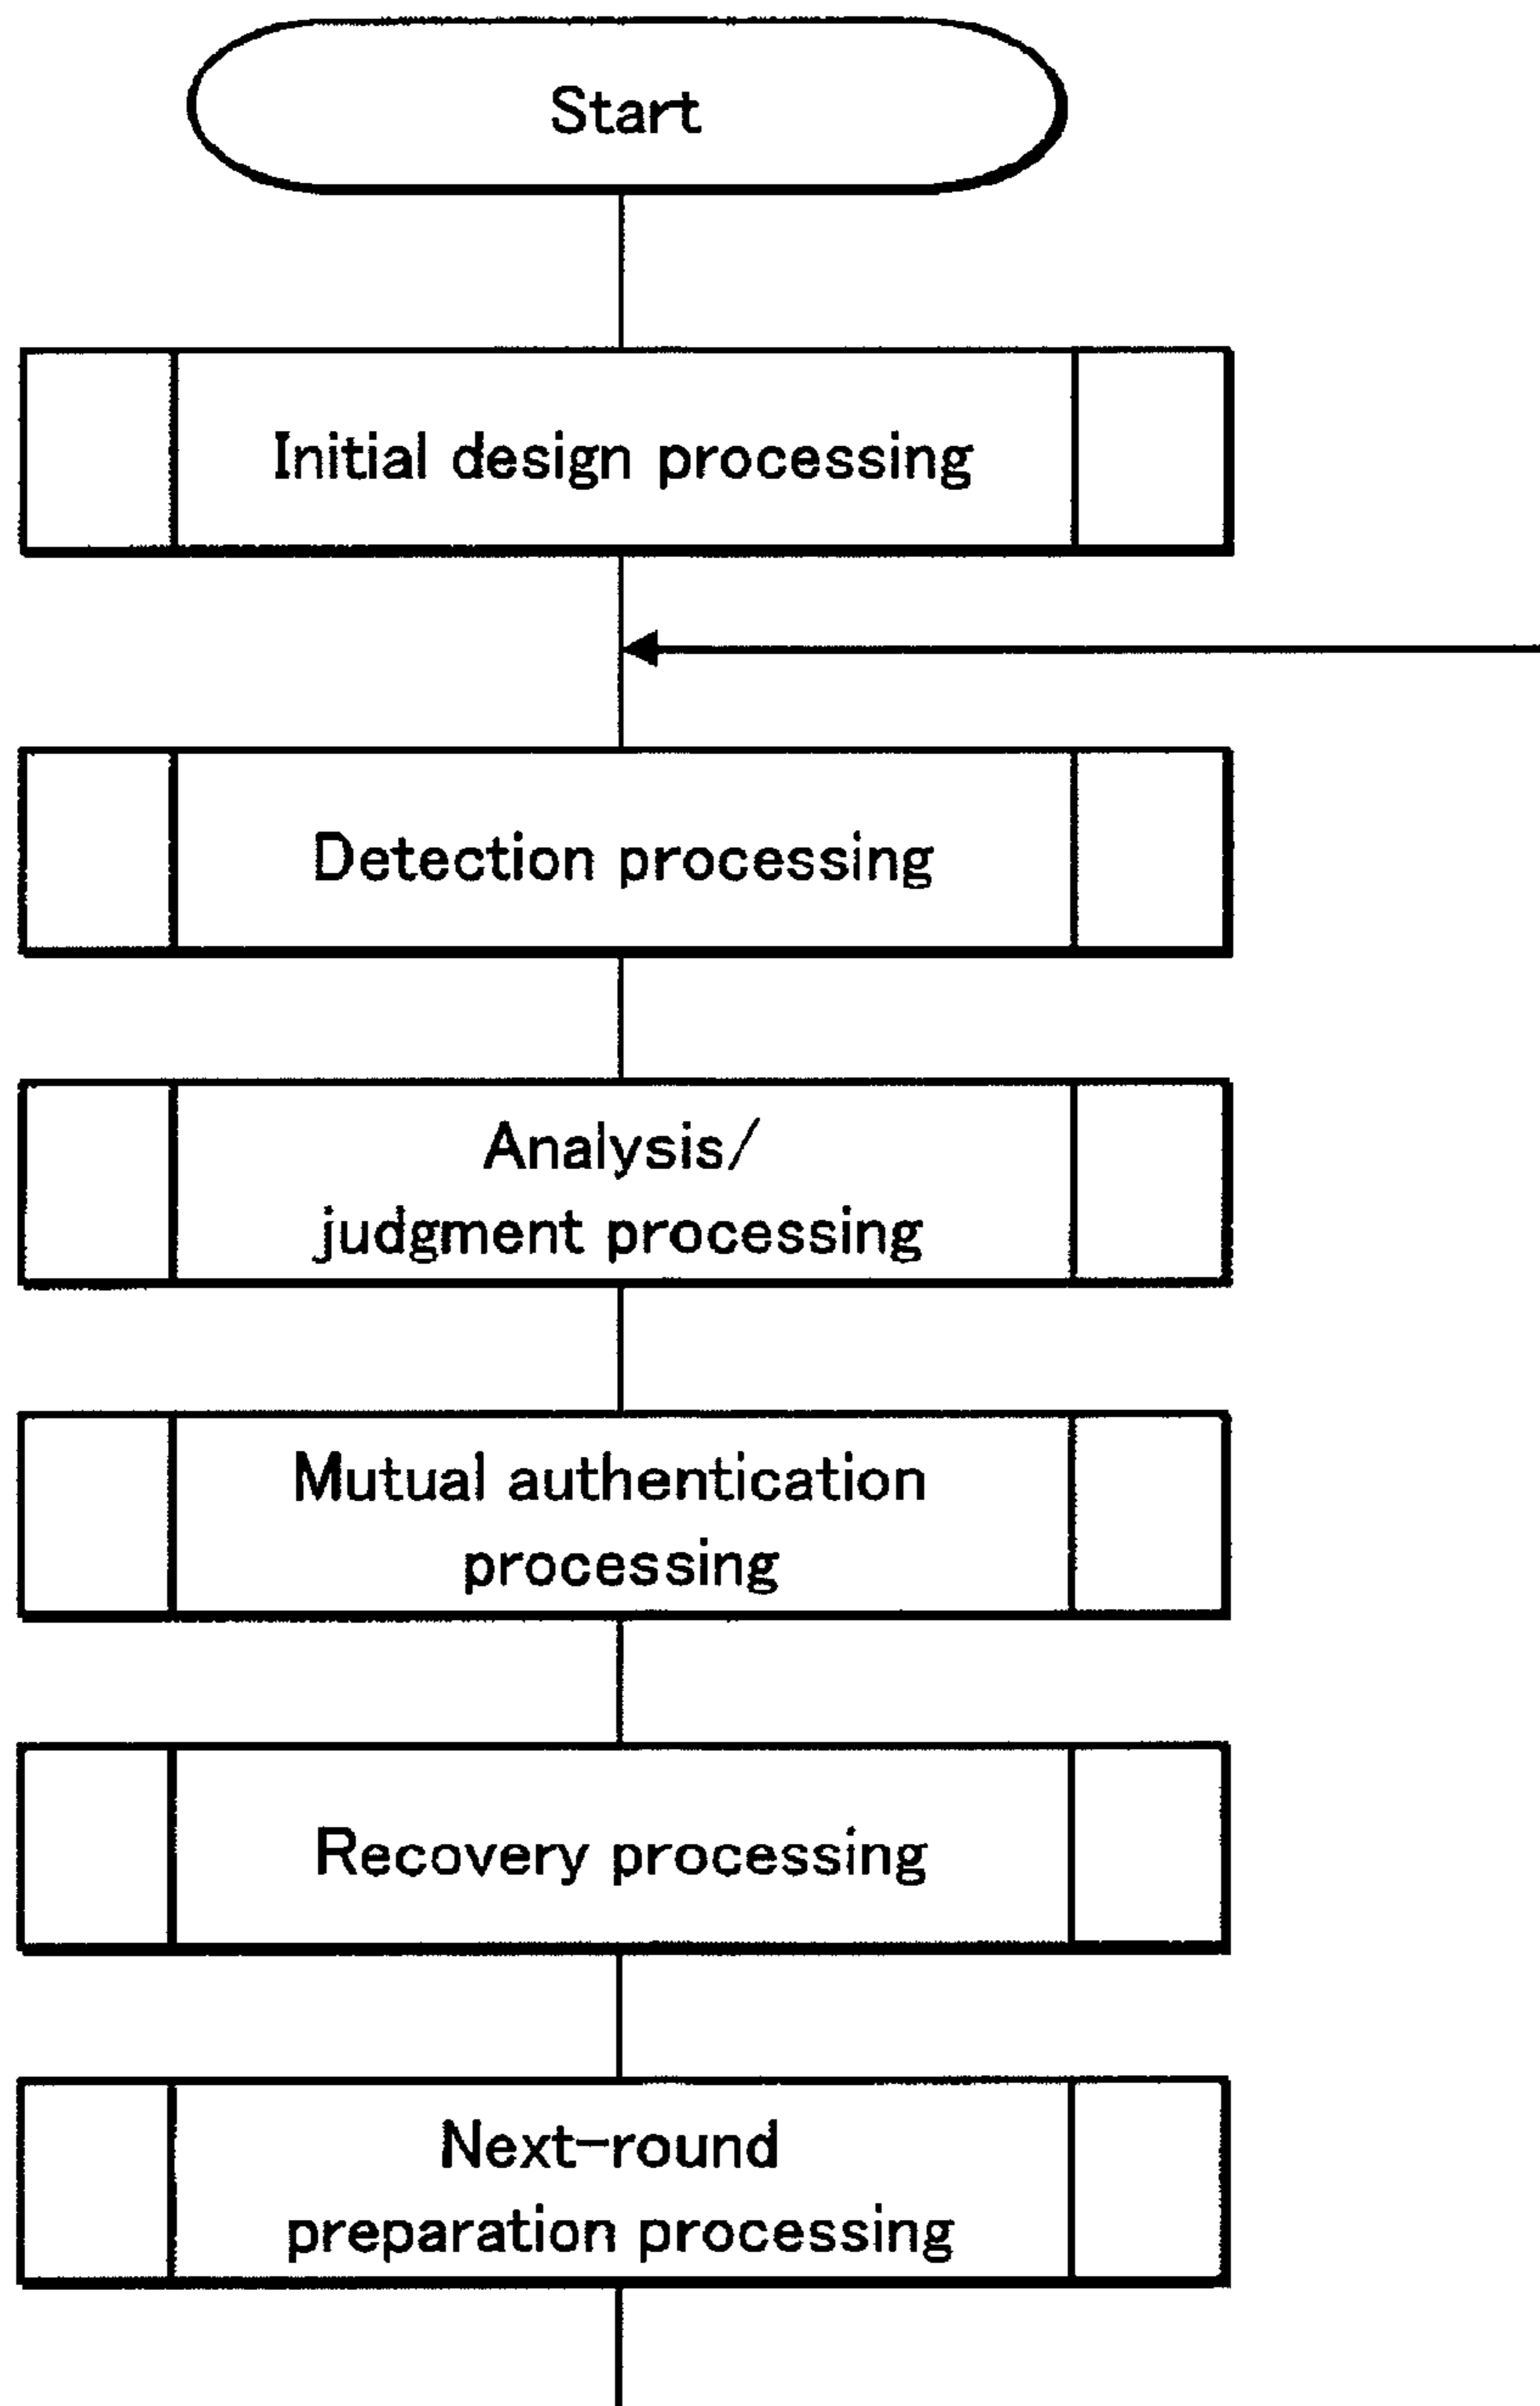 Start
Initial design processing
Detection processing
Analysis/
judgment processing
Mutual authentication
processing
Recovery processing
Next-round
preparation processing